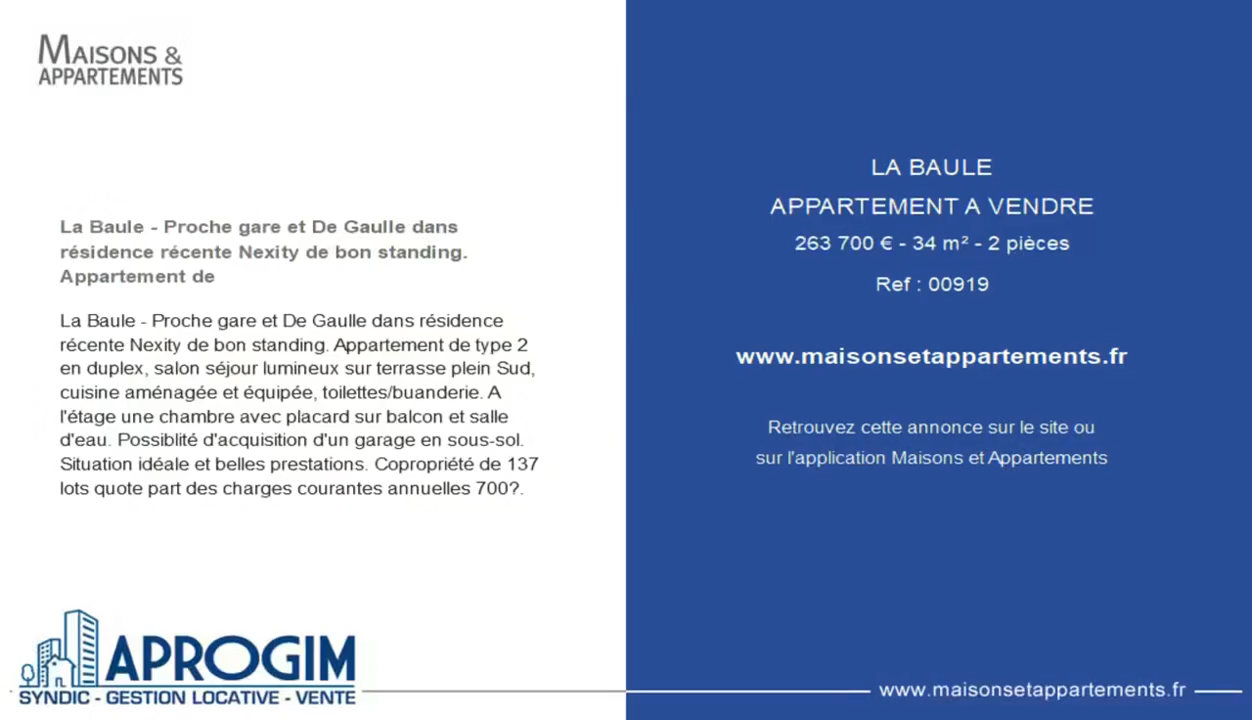 MAISONS &
APPARTEMENTS
La Baule - Proche gare et De Gaulle dans
résidence récente Nexity de bon standing.
Appartement de
La Baule - Proche gare et De Gaulle dans résidence
récente Nexity de bon standing. Appartement de type 2
en duplex, salon séjour lumineux sur terrasse plein Sud,
cuisine aménagée et équipée, toilettes/buanderie. A
l'étage une chambre avec placard sur balcon et salle
d'eau. Possiblité d'acquisition d'un garage en sous-sol.
Situation idéale et belles prestations. Copropriété de 137
lots quote part des charges courantes annuelles 700?.
APROGIM
SYNDIC - GESTION LOCATIVE - VENTE
LA BAULE
APPARTEMENT A VENDRE
263 700 € - 34 m² - 2 pièces
Ref : 00919
www.maisonsetappartements.fr
Retrouvez cette annonce sur le site ou
sur l'application Maisons et Appartements
www.maisonsetappartements.fr